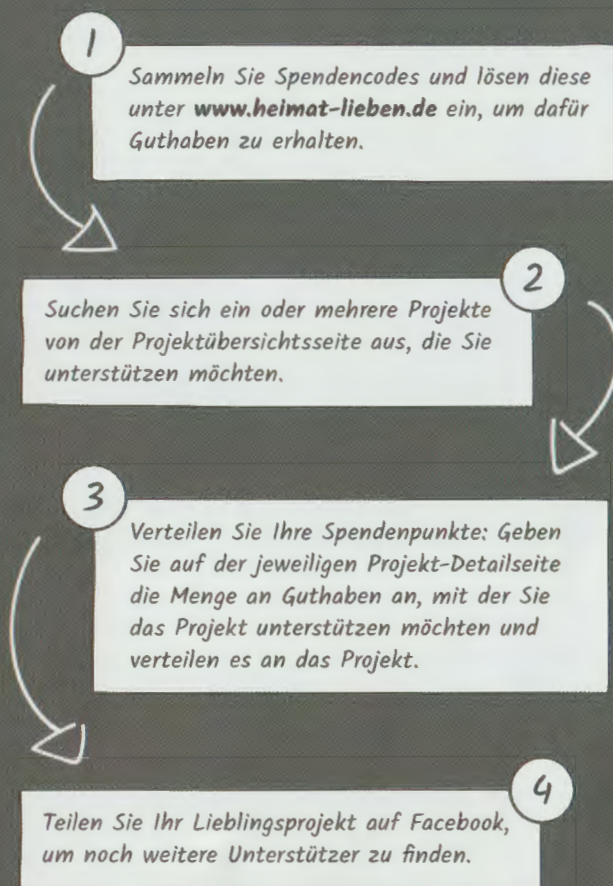 1
Sammeln Sie Spendencodes und lösen diese
unter www.heimat-lieben.de ein, um dafür
Guthaben zu erhalten.
2
Suchen Sie sich ein oder mehrere Projekte
von der Projektübersichtsseite aus, die Sie
unterstützen möchten.
3
Verteilen Sie Ihre Spendenpunkte: Geben
Sie auf der jeweiligen Projekt-Detailseite
die Menge an Guthaben an, mit der Sie
das Projekt unterstützen möchten und
verteilen es an das Projekt.
4
Teilen Sie Ihr Lieblingsprojekt auf Facebook,
um noch weitere Unterstützer zu finden.